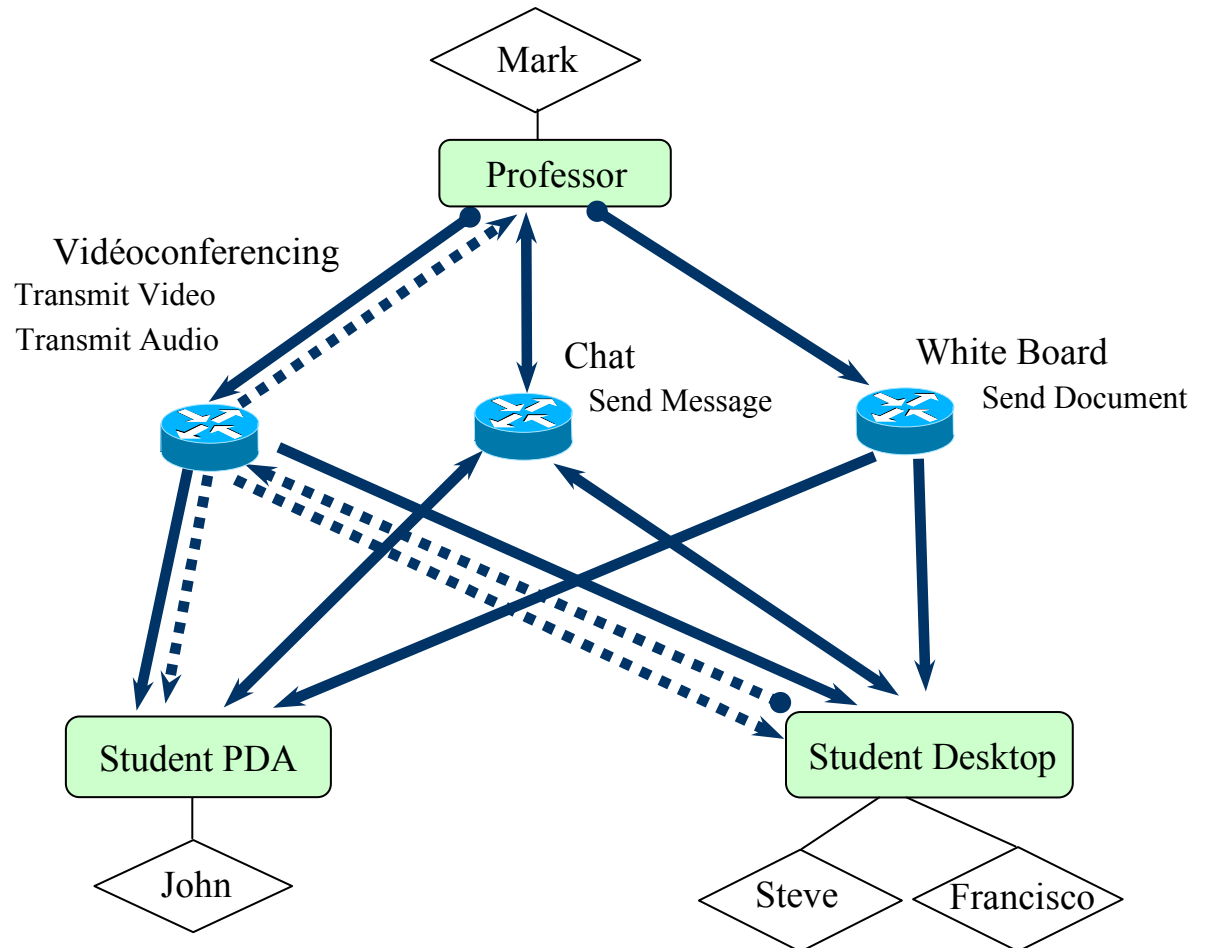 Mark
Professor
Vidéoconferencing
Transmit Video
Transmit Audio
Chat
Send Message
White Board
Send Document
Student PDA
Student Desktop
John
Steve
Francisco